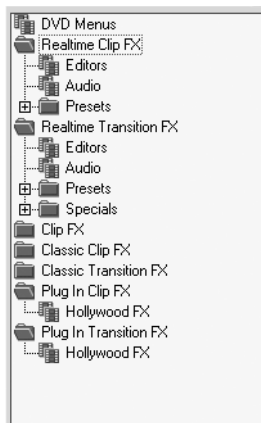 DVD Menus
Realtime Clip FX
Editors
Audio
Presets
Realtime Transition FX
Editors
Audio
Presets
Specials
Clip FX
Classic Clip FX
Classic Transition FX
Plug In Clip FX
Hollywood FX
Plug In Transition FX
Hollywood FX